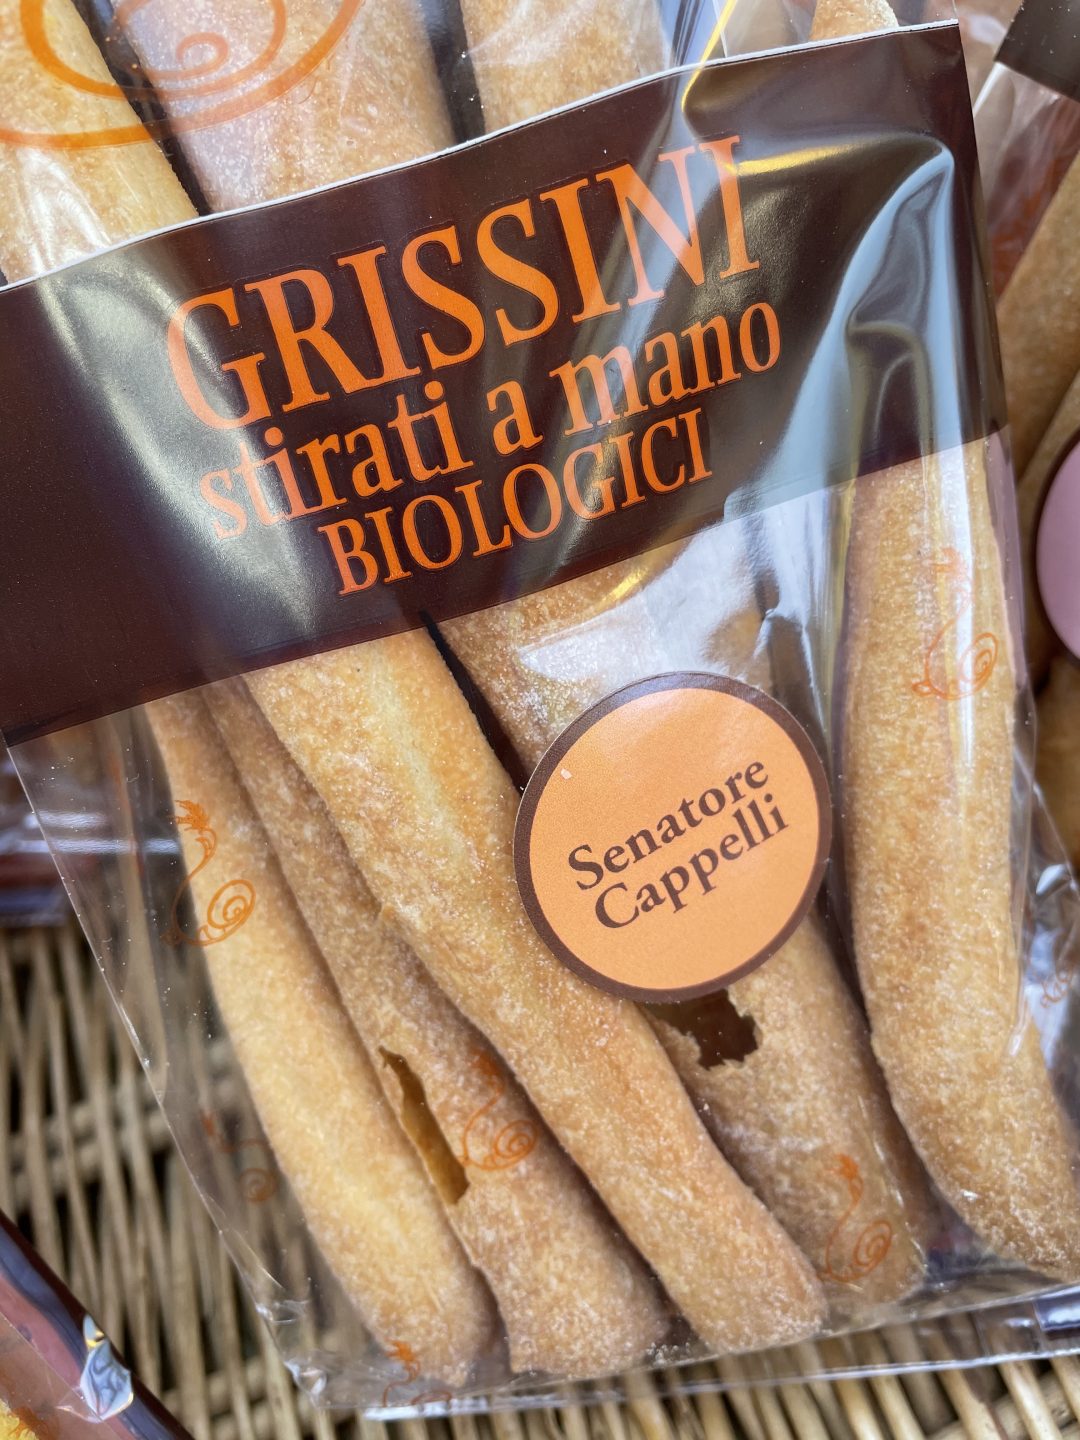 GRISSINI
stirati a mano
BIOLOGICI
Senatore
Cappelli